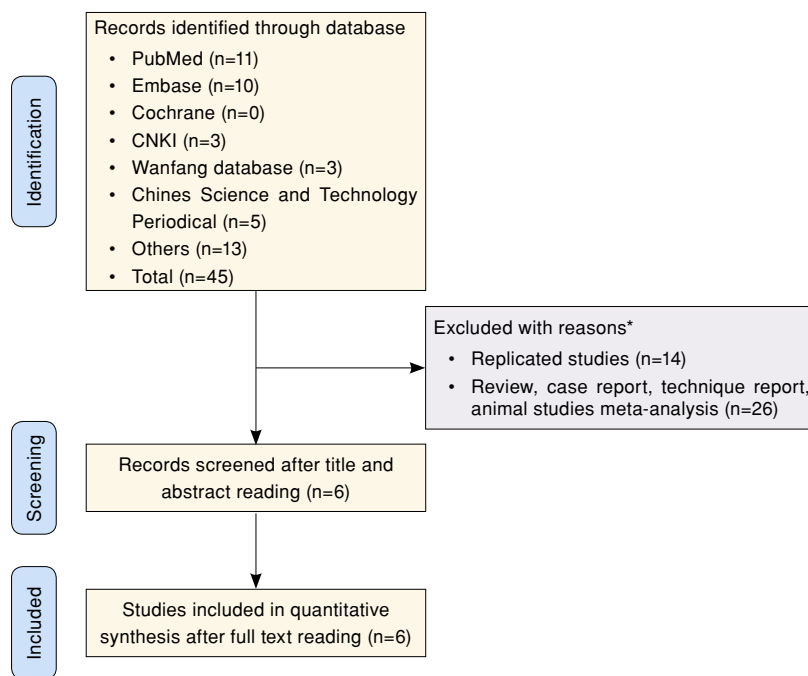 Identification
Records identified through database
• PubMed (n=11)
• Embase (n=10)
• Cochrane (n=0)
• CNKI (n=3)
• Wanfang database (n=3)
• Chines Science and Technology
Periodical (n=5)
• Others (n=13)
• Total (n=45)
Excluded with reasons*
• Replicated studies (n=14)
• Review, case report, technique report,
animal studies meta-analysis (n=26)
Screening
Records screened after title and
abstract reading (n=6)
Included
Studies included in quantitative
synthesis after full text reading (n=6)